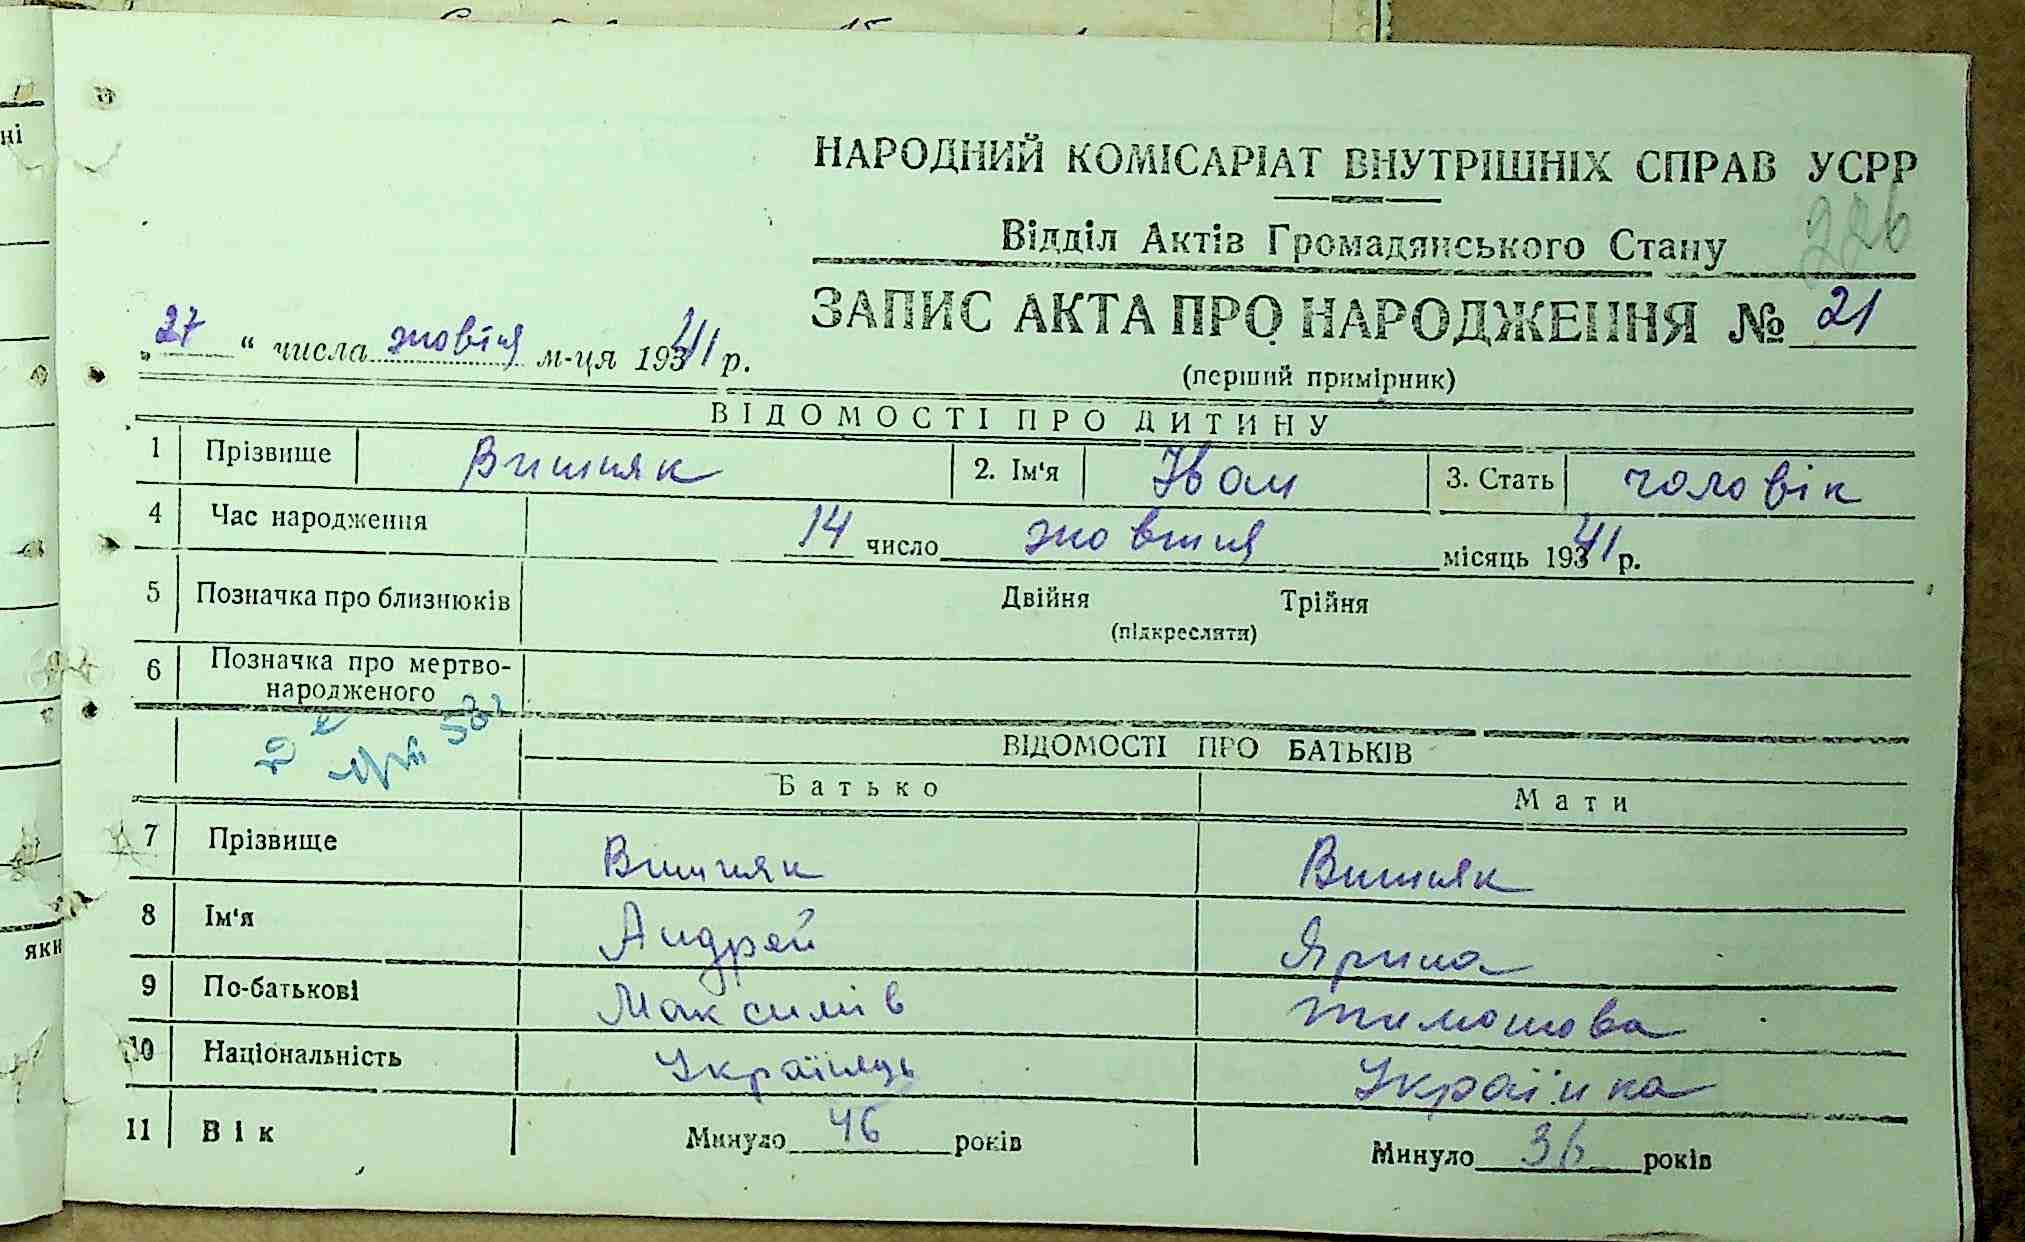 НАРОДНИЙ КОМІСАРІАТ ВНУТРІШНІХ СПРАВ УСРР
Відділ Актів Громадянського Стану
226
ЗАПИС АКТА ПРО НАРОДЖЕННЯ № 21
„27“ числа жовтня м-ця 1941 р.
(перший примірник)
ВІДОМОСТІ ПРО ДИТИНУ
1 Прізвище Вишняк 2. Ім'я Іван 3. Стать чоловік
4 Час народження 14 число жовтня місяць 1941 р.
5 Позначка про близнюків Двійня Трійня
(підкресляти)
6 Позначка про мертво-
народженого
ВІДОМОСТІ ПРО БАТЬКІВ
Батько Мати
7 Прізвище Вишняк Вишняк
8 Ім'я Андрей Ярина
9 По-батькові Максимів Тимошова
10 Національність Українець Українка
11 Вік Минуло 46 років Минуло 36 років